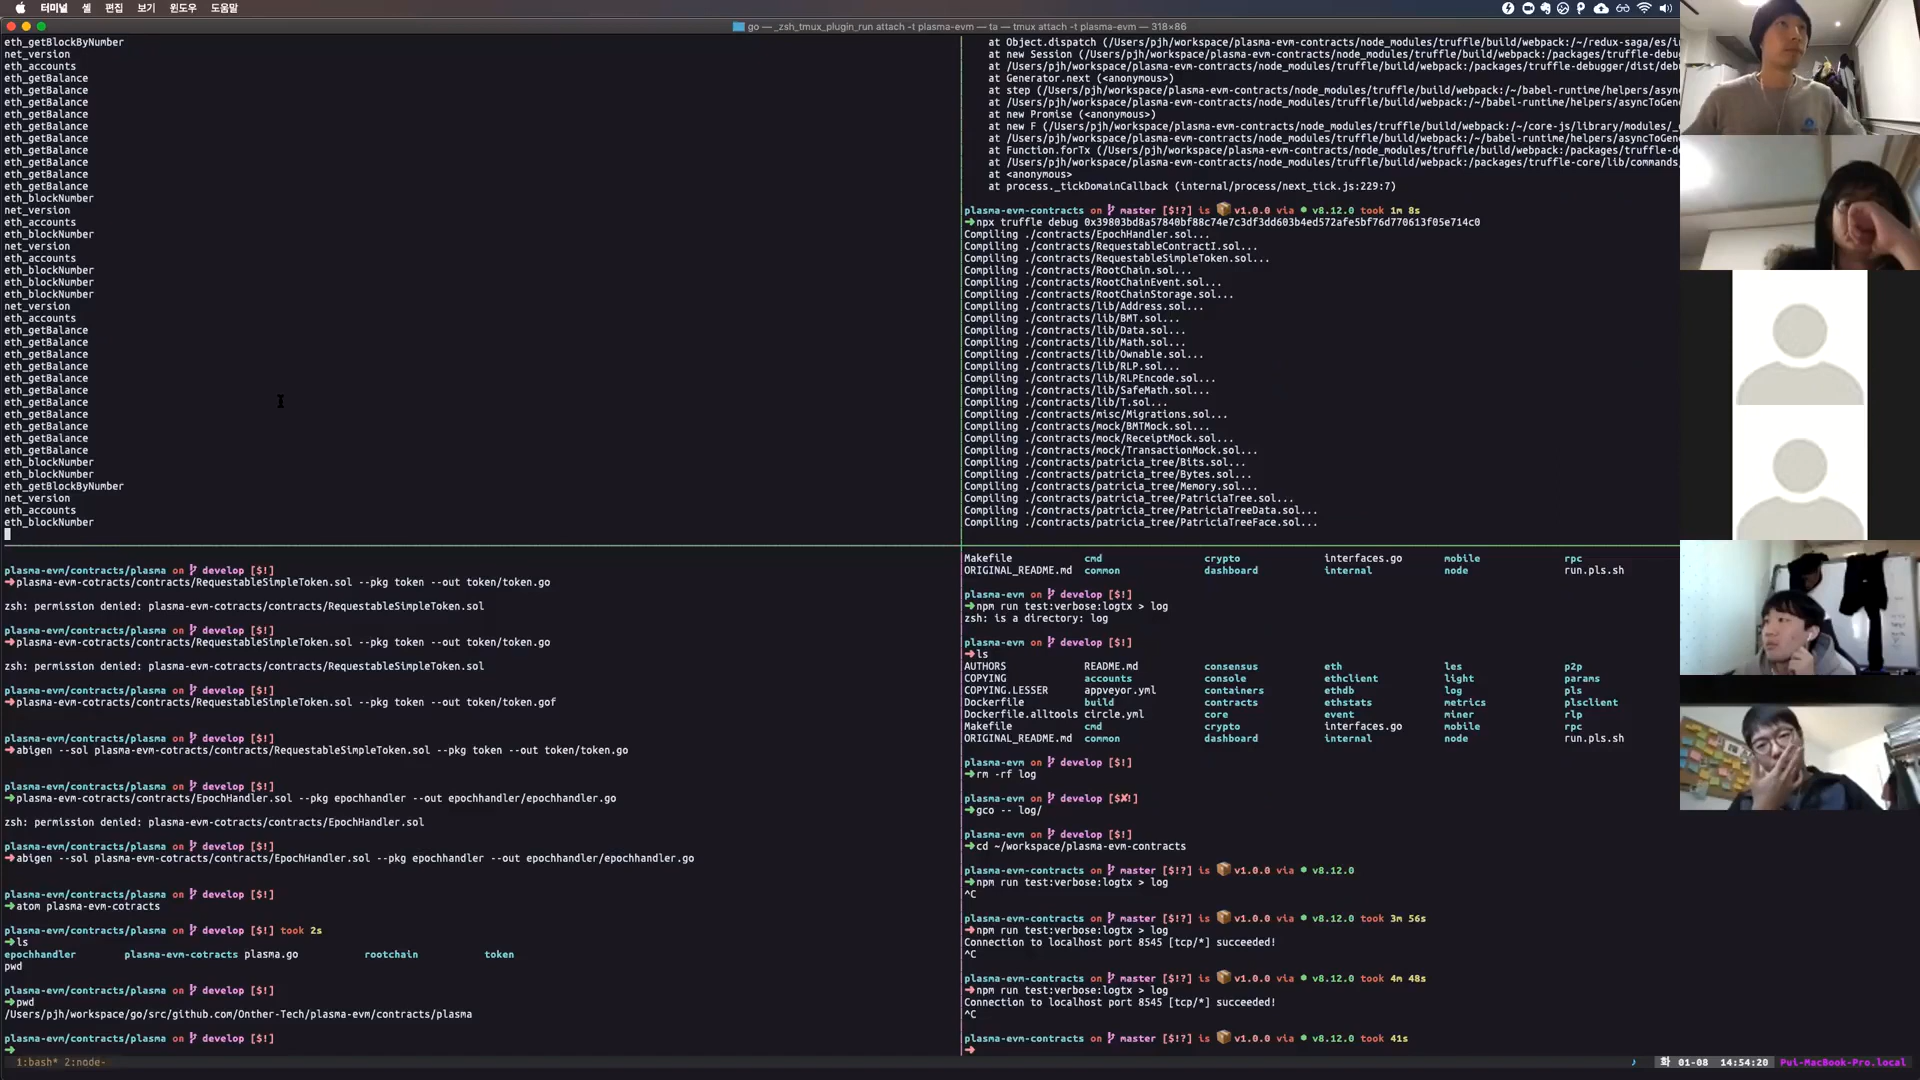 터미널 셸 편집 보기 윈도우 도움말
go — _zsh_tmux_plugin_run attach -t plasma-evm — ta — tmux attach -t plasma-evm — 318×86
eth_getBlockByNumber
net_version
eth_accounts
eth_getBalance
eth_getBalance
eth_getBalance
eth_getBalance
eth_getBalance
eth_getBalance
eth_getBalance
eth_getBalance
eth_getBalance
eth_getBalance
eth_blockNumber
net_version
eth_accounts
eth_blockNumber
net_version
eth_accounts
eth_blockNumber
eth_blockNumber
eth_blockNumber
net_version
eth_accounts
eth_getBalance
eth_getBalance
eth_getBalance
eth_getBalance
eth_getBalance
eth_getBalance
eth_getBalance
eth_getBalance
eth_getBalance
eth_getBalance
eth_getBalance
eth_blockNumber
eth_blockNumber
eth_getBlockByNumber
net_version
eth_accounts
eth_blockNumber
at Object.dispatch (/Users/pjh/workspace/plasma-evm-contracts/node_modules/truffle/build/webpack:/~/redux-saga/es/i
at new Session (/Users/pjh/workspace/plasma-evm-contracts/node_modules/truffle/build/webpack:/packages/truffle-debu
at /Users/pjh/workspace/plasma-evm-contracts/node_modules/truffle/build/webpack:/packages/truffle-debugger/dist/deb
at Generator.next (<anonymous>)
at step (/Users/pjh/workspace/plasma-evm-contracts/node_modules/truffle/build/webpack:/~/babel-runtime/helpers/asyn
at /Users/pjh/workspace/plasma-evm-contracts/node_modules/truffle/build/webpack:/~/babel-runtime/helpers/asyncToGen
at new Promise (<anonymous>)
at new F (/Users/pjh/workspace/plasma-evm-contracts/node_modules/truffle/build/webpack:/~/core-js/library/modules/_
at /Users/pjh/workspace/plasma-evm-contracts/node_modules/truffle/build/webpack:/~/babel-runtime/helpers/asyncToGen
at Function.forTx (/Users/pjh/workspace/plasma-evm-contracts/node_modules/truffle/build/webpack:/packages/truffle-d
at /Users/pjh/workspace/plasma-evm-contracts/node_modules/truffle/build/webpack:/packages/truffle-core/lib/commands
at <anonymous>
at process._tickDomainCallback (internal/process/next_tick.js:229:7)
plasma-evm-contracts on master [$!?] is v1.0.0 via v8.12.0 took 1m 8s
➜npx truffle debug 0x39803bd8a57840bf88c74e7c3df3dd603b4ed572afe5bf76d770613f05e714c0
Compiling ./contracts/EpochHandler.sol...
Compiling ./contracts/RequestableContractI.sol...
Compiling ./contracts/RequestableSimpleToken.sol...
Compiling ./contracts/RootChain.sol...
Compiling ./contracts/RootChainEvent.sol...
Compiling ./contracts/RootChainStorage.sol...
Compiling ./contracts/lib/Address.sol...
Compiling ./contracts/lib/BMT.sol...
Compiling ./contracts/lib/Data.sol...
Compiling ./contracts/lib/Math.sol...
Compiling ./contracts/lib/Ownable.sol...
Compiling ./contracts/lib/RLP.sol...
Compiling ./contracts/lib/RLPEncode.sol...
Compiling ./contracts/lib/SafeMath.sol...
Compiling ./contracts/lib/T.sol...
Compiling ./contracts/misc/Migrations.sol...
Compiling ./contracts/mock/BMTMock.sol...
Compiling ./contracts/mock/ReceiptMock.sol...
Compiling ./contracts/mock/TransactionMock.sol...
Compiling ./contracts/patricia_tree/Bits.sol...
Compiling ./contracts/patricia_tree/Bytes.sol...
Compiling ./contracts/patricia_tree/Memory.sol...
Compiling ./contracts/patricia_tree/PatriciaTree.sol...
Compiling ./contracts/patricia_tree/PatriciaTreeData.sol...
Compiling ./contracts/patricia_tree/PatriciaTreeFace.sol...
plasma-evm/contracts/plasma on develop [$!]
➜plasma-evm-cotracts/contracts/RequestableSimpleToken.sol --pkg token --out token/token.go
zsh: permission denied: plasma-evm-cotracts/contracts/RequestableSimpleToken.sol
plasma-evm/contracts/plasma on develop [$!]
➜plasma-evm-cotracts/contracts/RequestableSimpleToken.sol --pkg token --out token/token.go
zsh: permission denied: plasma-evm-cotracts/contracts/RequestableSimpleToken.sol
plasma-evm/contracts/plasma on develop [$!]
➜plasma-evm-cotracts/contracts/RequestableSimpleToken.sol --pkg token --out token/token.gof
plasma-evm/contracts/plasma on develop [$!]
➜abigen --sol plasma-evm-cotracts/contracts/RequestableSimpleToken.sol --pkg token --out token/token.go
plasma-evm/contracts/plasma on develop [$!]
➜plasma-evm-cotracts/contracts/EpochHandler.sol --pkg epochhandler --out epochhandler/epochhandler.go
zsh: permission denied: plasma-evm-cotracts/contracts/EpochHandler.sol
plasma-evm/contracts/plasma on develop [$!]
➜abigen --sol plasma-evm-cotracts/contracts/EpochHandler.sol --pkg epochhandler --out epochhandler/epochhandler.go
plasma-evm/contracts/plasma on develop [$!]
➜atom plasma-evm-cotracts
plasma-evm/contracts/plasma on develop [$!] took 2s
➜ls
epochhandler plasma-evm-cotracts plasma.go rootchain token
pwd
plasma-evm/contracts/plasma on develop [$!]
➜pwd
/Users/pjh/workspace/go/src/github.com/Onther-Tech/plasma-evm/contracts/plasma
plasma-evm/contracts/plasma on develop [$!]
➜
Makefile cmd crypto interfaces.go mobile rpc
ORIGINAL_README.md common dashboard internal node run.pls.sh
plasma-evm on develop [$!]
➜npm run test:verbose:logtx > log
zsh: is a directory: log
plasma-evm on develop [$!]
➜ls
AUTHORS README.md consensus eth les p2p
COPYING accounts console ethclient light params
COPYING.LESSER appveyor.yml containers ethdb log pls
Dockerfile build contracts ethstats metrics plsclient
Dockerfile.alltools circle.yml core event miner rlp
Makefile cmd crypto interfaces.go mobile rpc
ORIGINAL_README.md common dashboard internal node run.pls.sh
plasma-evm on develop [$!]
➜rm -rf log
plasma-evm on develop [$✘!]
➜gco -- log/
plasma-evm on develop [$!]
➜cd ~/workspace/plasma-evm-contracts
plasma-evm-contracts on master [$!?] is v1.0.0 via v8.12.0
➜npm run test:verbose:logtx > log
^C
plasma-evm-contracts on master [$!?] is v1.0.0 via v8.12.0 took 3m 56s
➜npm run test:verbose:logtx > log
Connection to localhost port 8545 [tcp/*] succeeded!
^C
plasma-evm-contracts on master [$!?] is v1.0.0 via v8.12.0 took 4m 48s
➜npm run test:verbose:logtx > log
Connection to localhost port 8545 [tcp/*] succeeded!
^C
plasma-evm-contracts on master [$!?] is v1.0.0 via v8.12.0 took 41s
➜
1:bash* 2:node-
♪ 화 01-08 14:54:20 Pui-MacBook-Pro.local